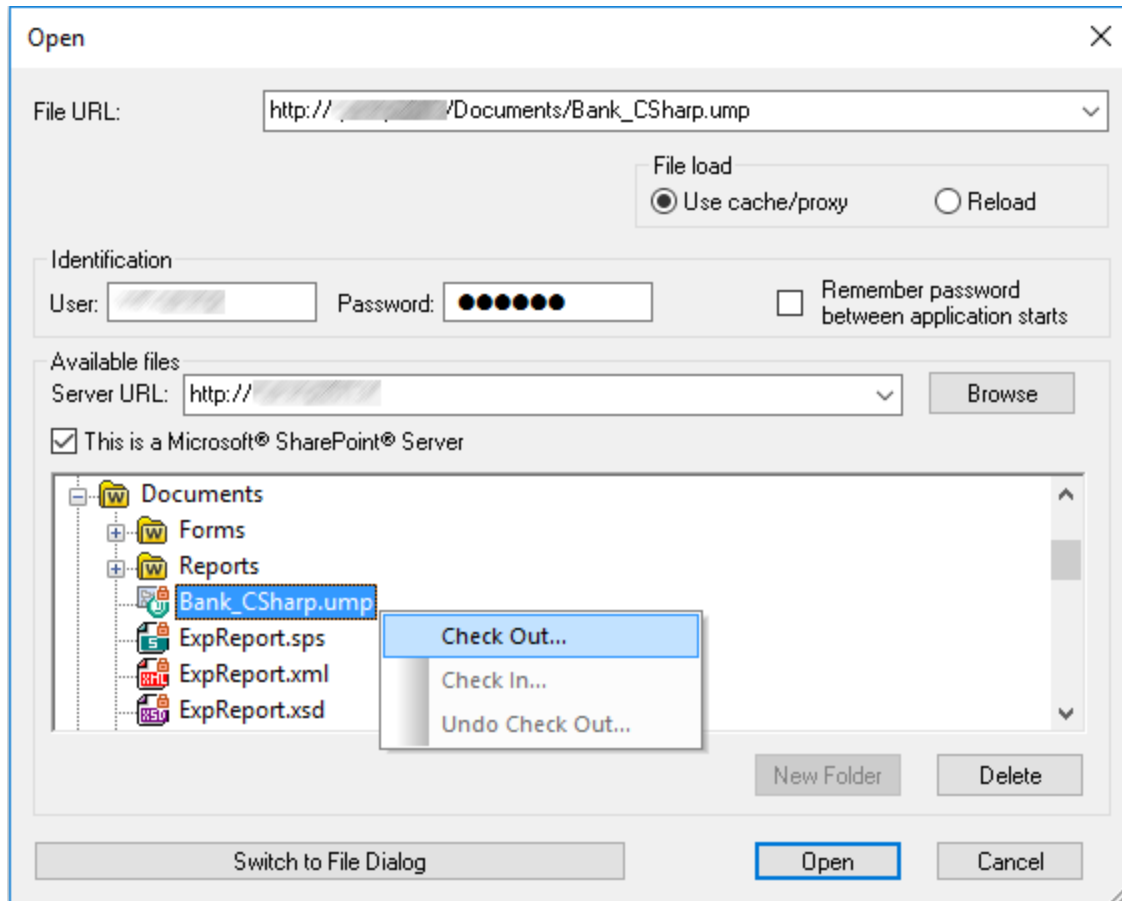 Open
File URL:
http:// /Documents/Bank_CSharp.ump
File load
Use cache/proxy
Reload
Identification
User:
Password:
Remember password
between application starts
Available files
Server URL:
http://
Browse
This is a Microsoft® SharePoint® Server
Documents
Forms
Reports
Bank_CSharp.ump
ExpReport.sps
ExpReport.xml
ExpReport.xsd
Check Out...
Check In...
Undo Check Out...
New Folder
Delete
Switch to File Dialog
Open
Cancel